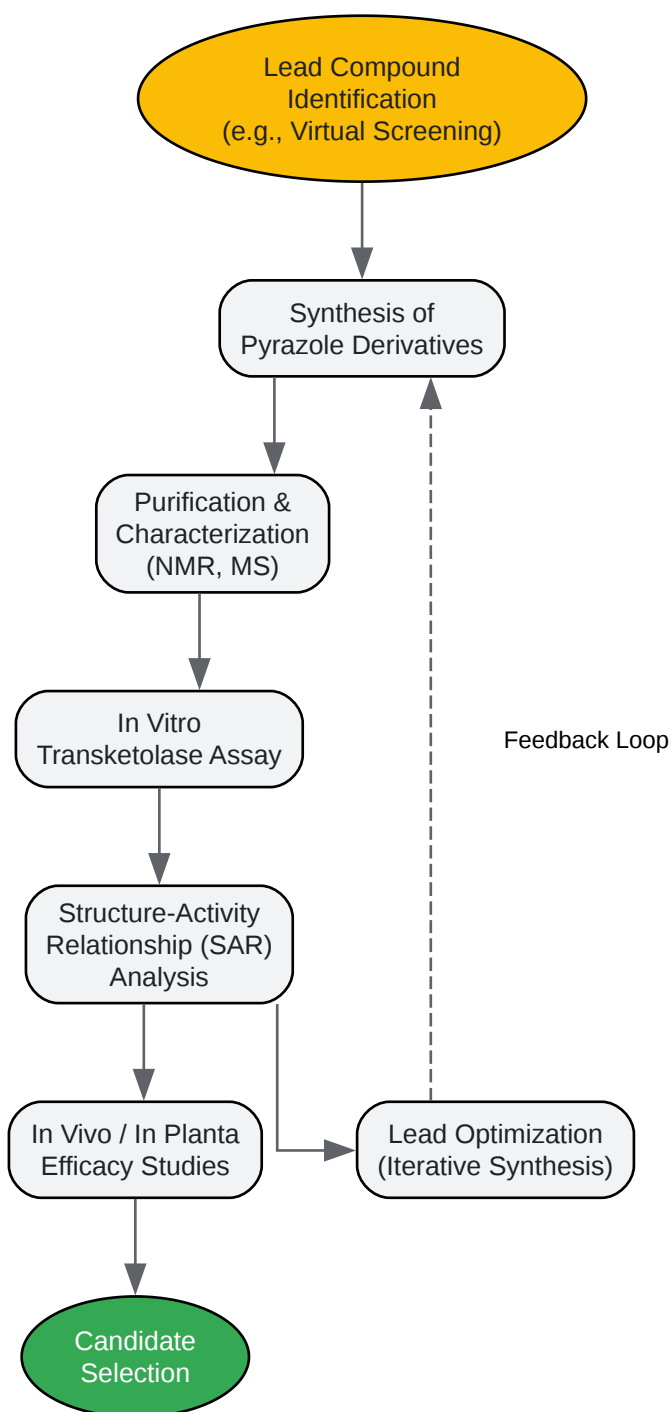 Lead Compound
Identification
(e.g., Virtual Screening)
Synthesis of
Pyrazole Derivatives
Purification &
Characterization
(NMR, MS)
In Vitro
Transketolase Assay
Feedback Loop
Structure-Activity
Relationship (SAR)
Analysis
In Vivo / In Planta
Efficacy Studies
Lead Optimization
(Iterative Synthesis)
Candidate
Selection